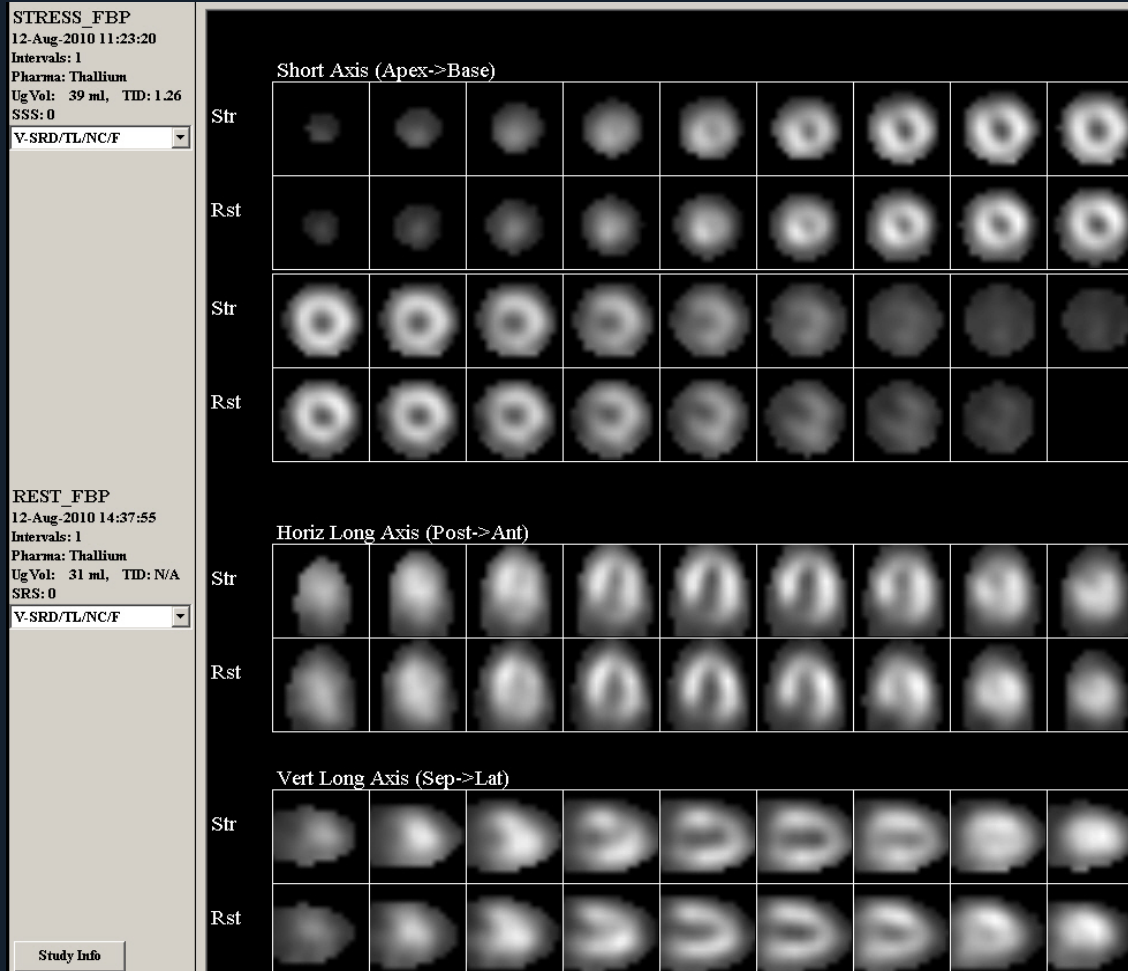 STRESS_FBP
12-Aug-2010 11:23:20
Intervals: 1
Pharma: Thallium
UgVol: 39 ml, TID: 1.26
SSS: 0
V-SRD/TL/NC/F
REST_FBP
12-Aug-2010 14:37:55
Intervals: 1
Pharma: Thallium
UgVol: 31 ml, TID: N/A
SRS: 0
V-SRD/TL/NC/F
Study Info
Short Axis (Apex->Base)
Str
Rst
Str
Rst
Horiz Long Axis (Post->Ant)
Str
Rst
Vert Long Axis (Sep->Lat)
Str
Rst